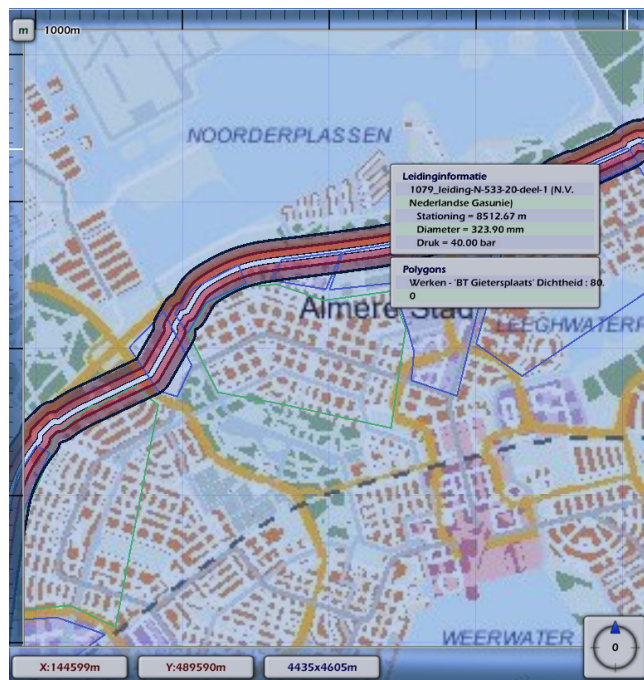 m
1000m
NOORDERPLASSEN
Leidinginformatie
1079_leiding-N-533-20-deel-1 (N.V.
Nederlandse Gasunie)
Stationing = 8512.67 m
Diameter = 323.90 mm
Druk = 40.00 bar
Polygons
Werken - 'BT Gietersplaats' Dichtheid : 80.
0
Almere Stad
LEEGHWATERP
WEERWATER
0
X:144599m
Y:489590m
4435x4605m